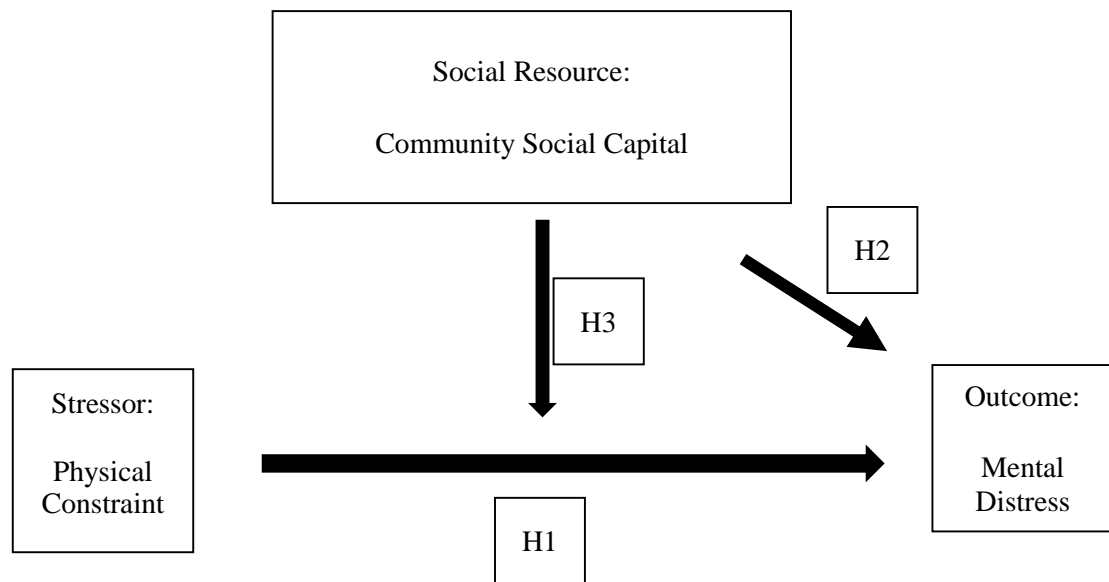 Social Resource:
Community Social Capital
H2
H3
Stressor:
Physical
Constraint
Outcome:
Mental
Distress
H1